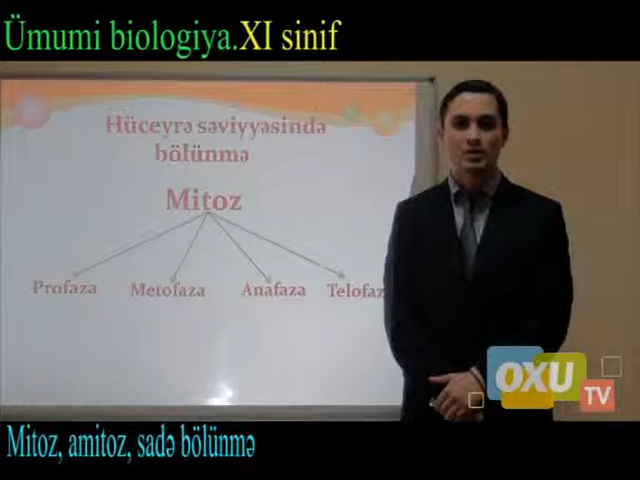 Ümumi biologiya.XI sinif
Hüceyrə səviyyəsində
bölünmə
Mitoz
Profaza Metofaza Anafaza Telofaz
OXU
TV
Mitoz, amitoz, sadə bölünmə